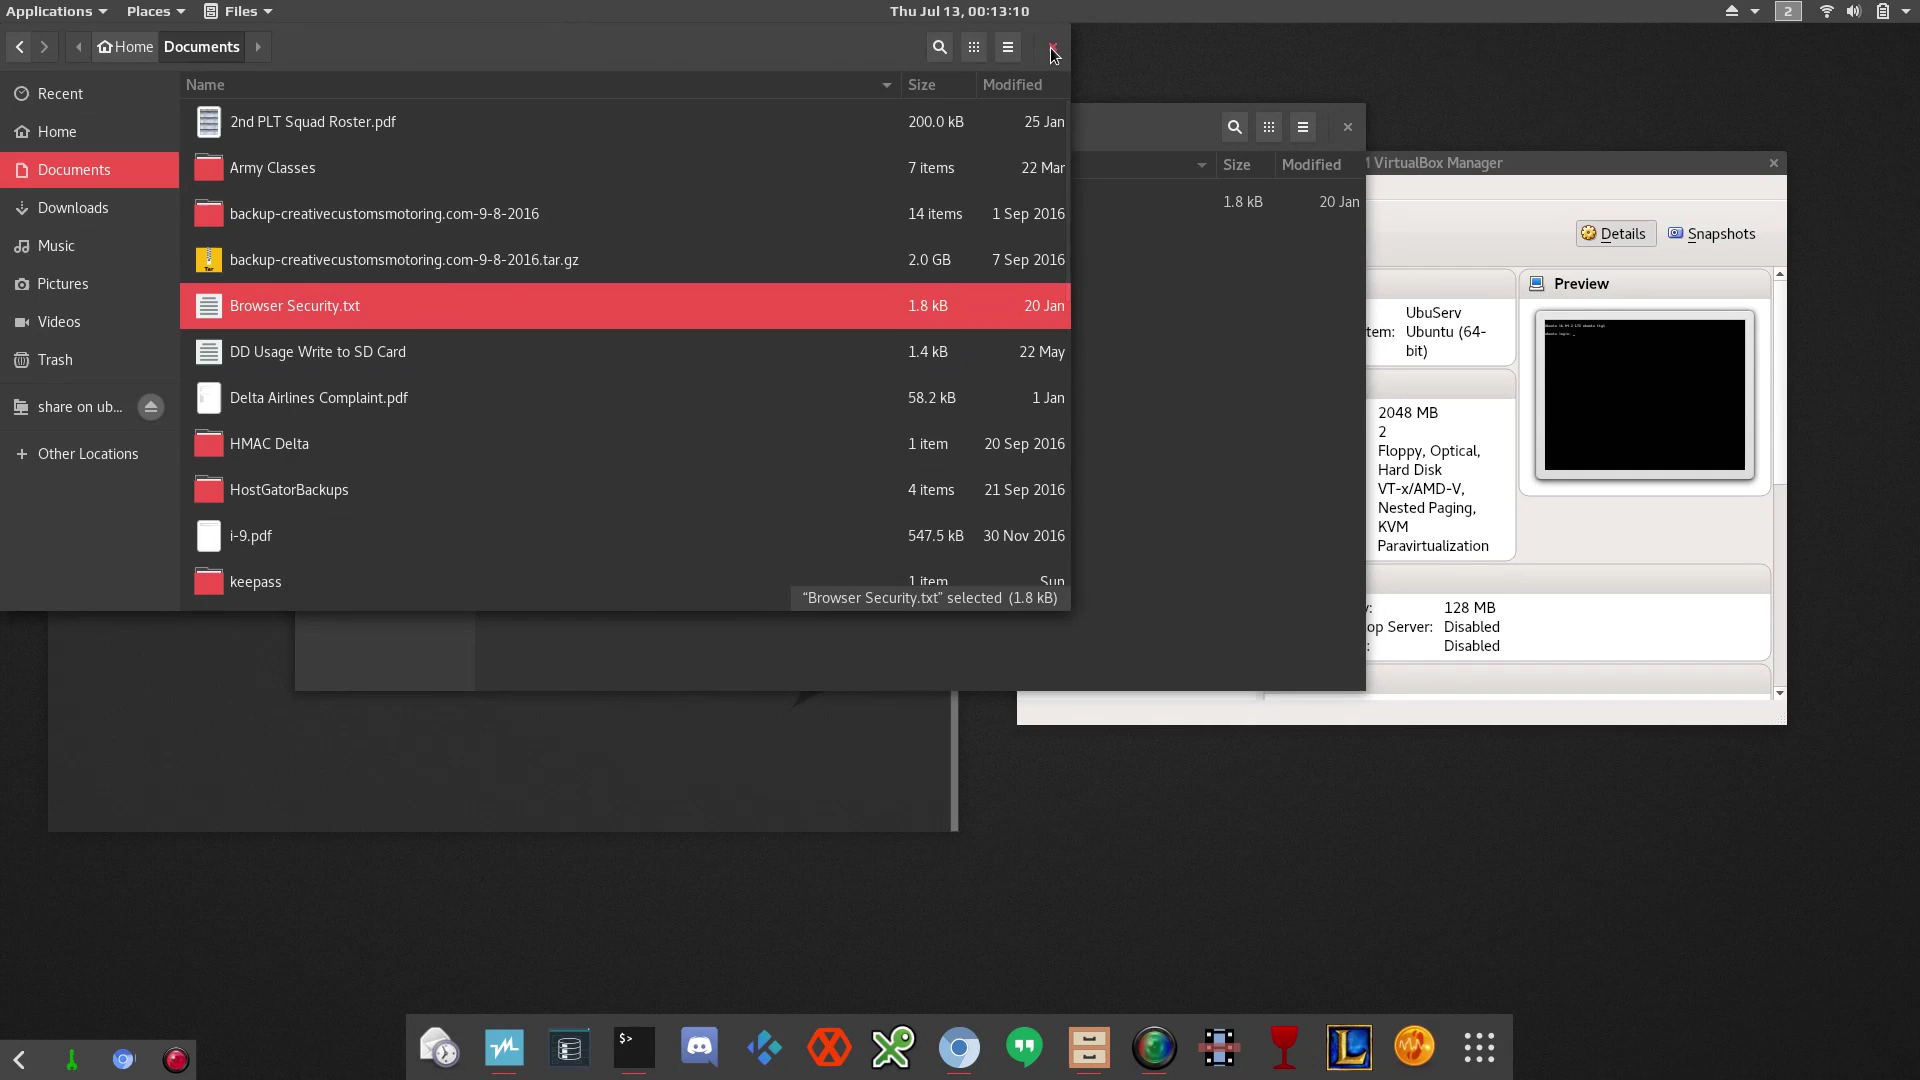 Applications Places Files Thu Jul 13, 00:13:10 2
Home Documents
Recent
Home
Documents
Downloads
Music
Pictures
Videos
Trash
share on ub...
Other Locations
Name Size Modified
2nd PLT Squad Roster.pdf 200.0 kB 25 Jan
Army Classes 7 items 22 Mar
backup-creativecustomsmotoring.com-9-8-2016 14 items 1 Sep 2016
backup-creativecustomsmotoring.com-9-8-2016.tar.gz 2.0 GB 7 Sep 2016
Browser Security.txt 1.8 kB 20 Jan
DD Usage Write to SD Card 1.4 kB 22 May
Delta Airlines Complaint.pdf 58.2 kB 1 Jan
HMAC Delta 1 item 20 Sep 2016
HostGatorBackups 4 items 21 Sep 2016
i-9.pdf 547.5 kB 30 Nov 2016
keepass 1 item Sun
“Browser Security.txt” selected (1.8 kB)
Size Modified
1.8 kB 20 Jan
VirtualBox Manager
Details Snapshots
Preview
UbuServ
tem: Ubuntu (64-
bit)
2048 MB
2
Floppy, Optical,
Hard Disk
VT-x/AMD-V,
Nested Paging,
KVM
Paravirtualization
128 MB
op Server: Disabled
Disabled
Tar
$>
L